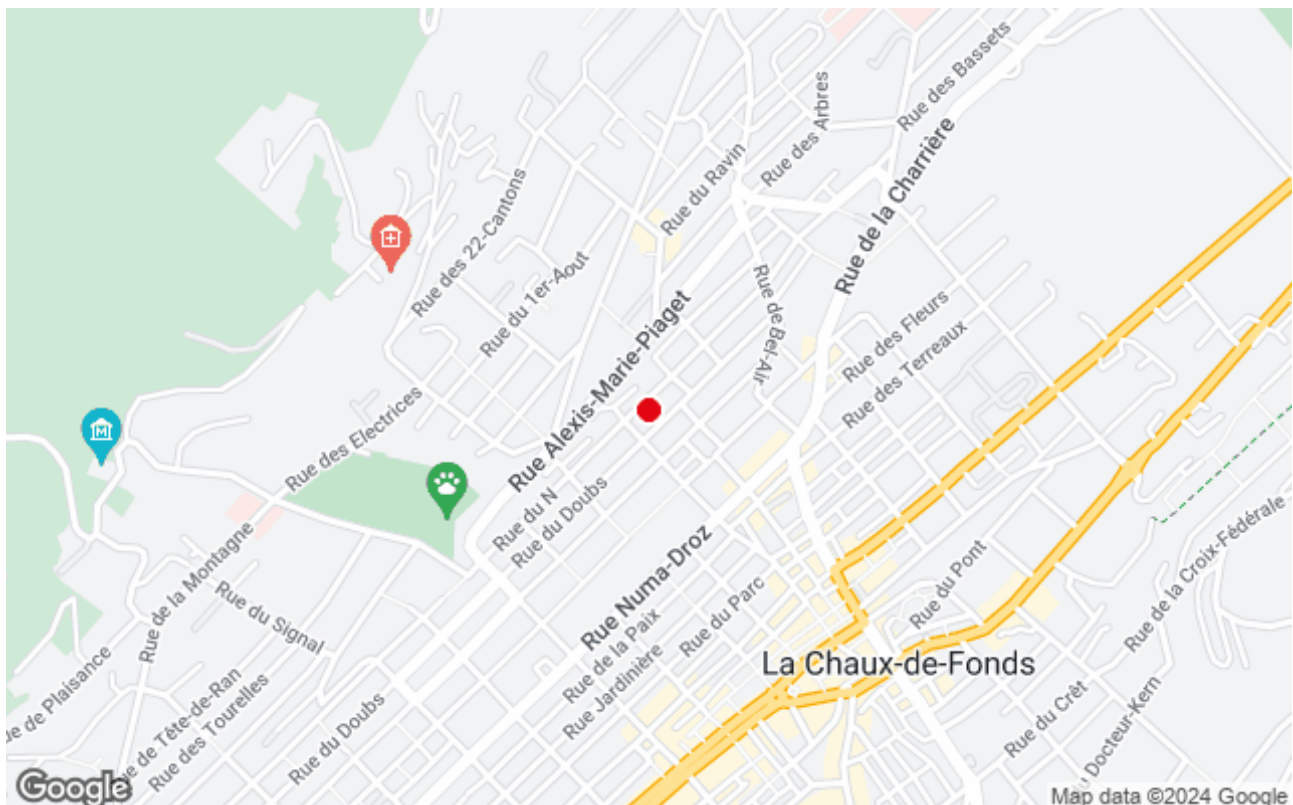 Rue des Bassets
Rue des Arbres
Rue du Ravin
Rue de la Charrière
Rue des 22-Cantons
Rue du 1er-Aout
Rue Alexis-Marie-Piaget
Rue de Bel-Air
Rue des Fleurs
Rue des Terreaux
Rue des Electrices
M
Rue du N
Rue du Doubs
Rue Numa-Droz
Rue de la Montagne
Rue du Signal
Rue du Pont
Rue de la Croix-Fédérale
Rue du Parc
Rue de la Paix
Rue Jardinière
La Chaux-de-Fonds
ue de Plaisance
e de Tête-de-Ran
Rue des Tourelles
Rue du Doubs
Rue du Crêt
u Docteur-Kern
Google
Map data ©2024 Google